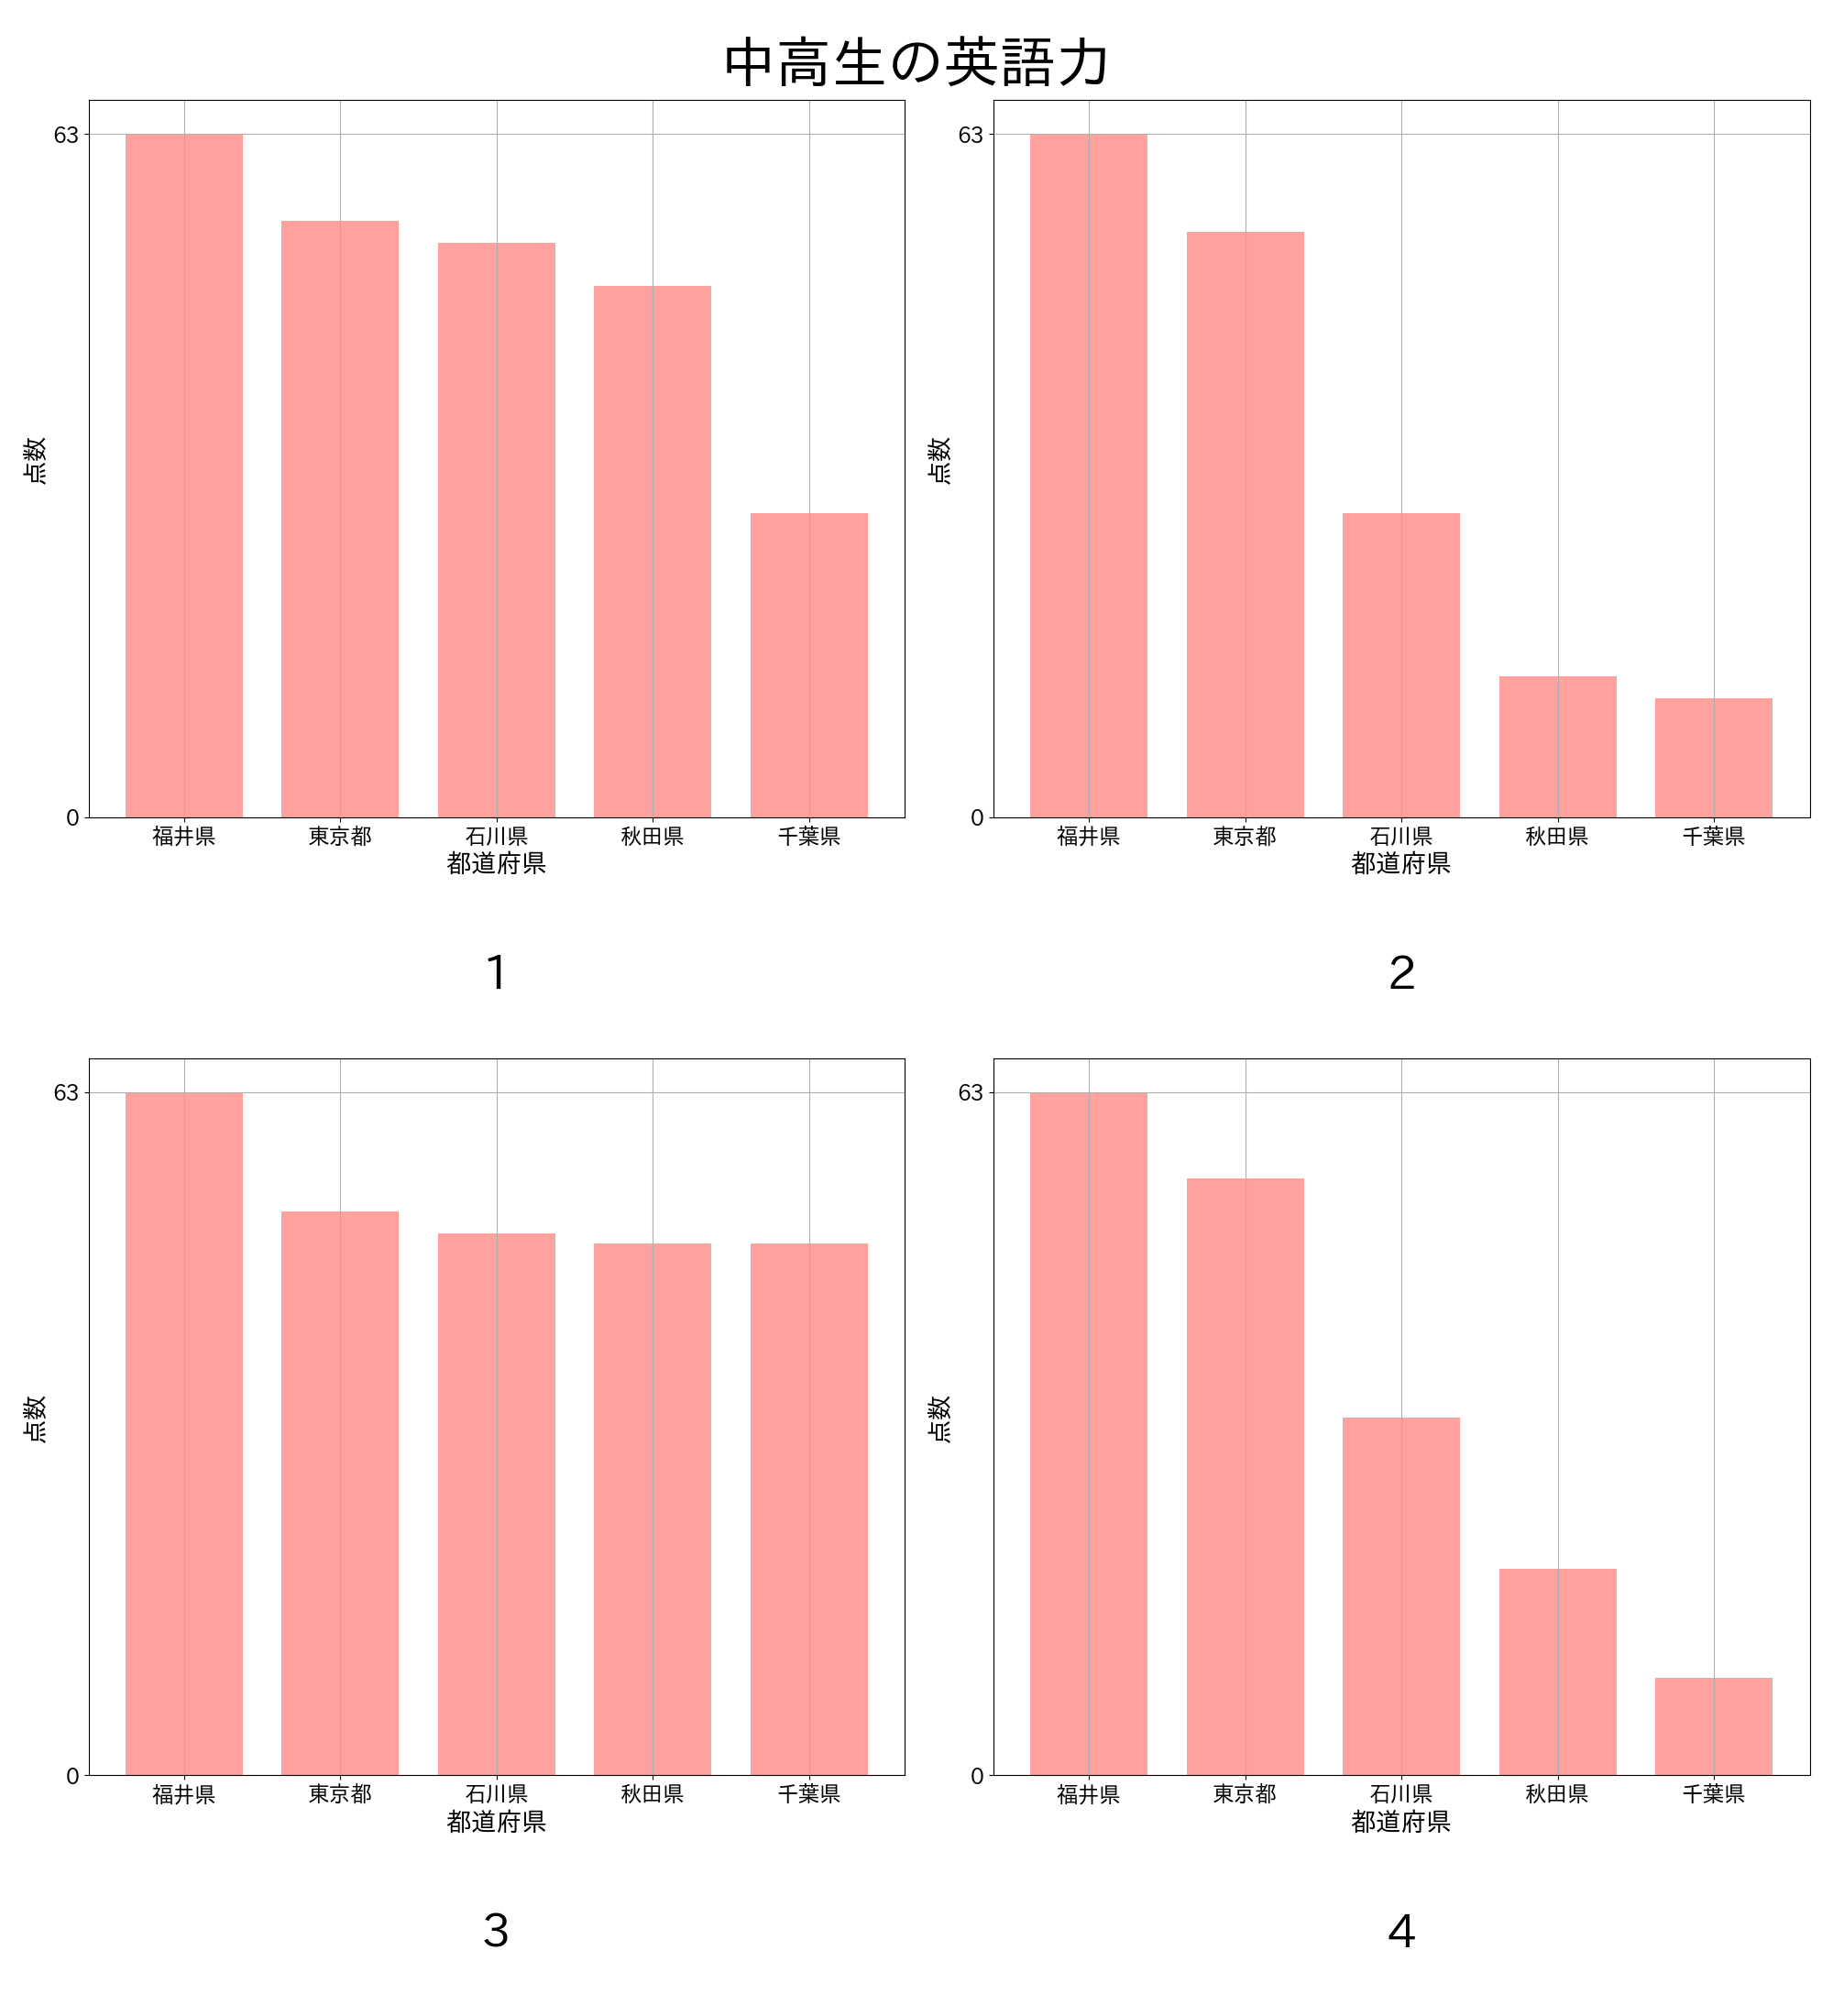 中高生の英語力
63
0
点数
福井県 東京都 石川県 秋田県 千葉県
都道府県
1
63
0
点数
福井県 東京都 石川県 秋田県 千葉県
都道府県
2
63
0
点数
福井県 東京都 石川県 秋田県 千葉県
都道府県
3
63
0
点数
福井県 東京都 石川県 秋田県 千葉県
都道府県
4